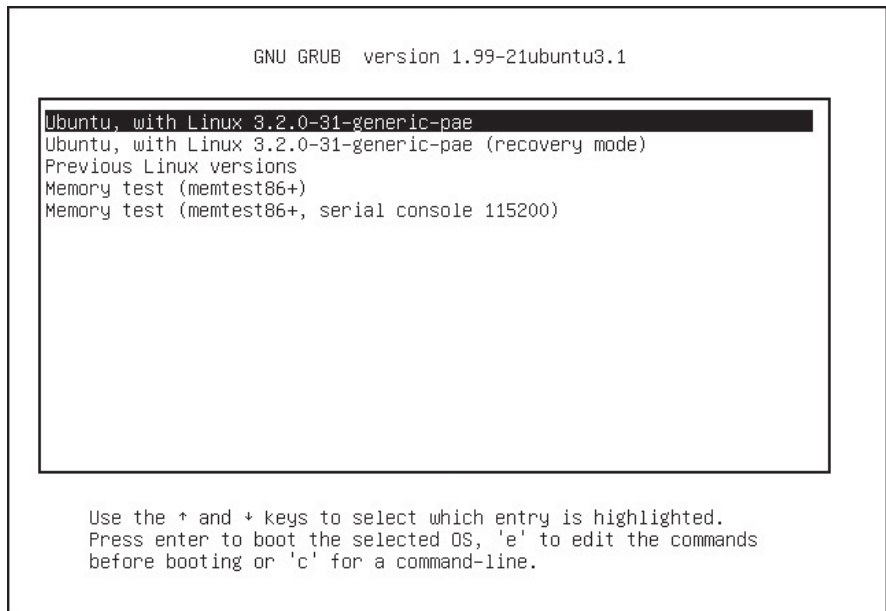 GNU GRUB  version 1.99-21ubuntu3.1
Ubuntu, with Linux 3.2.0-31-generic-pae
Ubuntu, with Linux 3.2.0-31-generic-pae (recovery mode)
Previous Linux versions
Memory test (memtest86+)
Memory test (memtest86+, serial console 115200)
Use the ↑ and ↓ keys to select which entry is highlighted.
Press enter to boot the selected OS, 'e' to edit the commands
before booting or 'c' for a command-line.